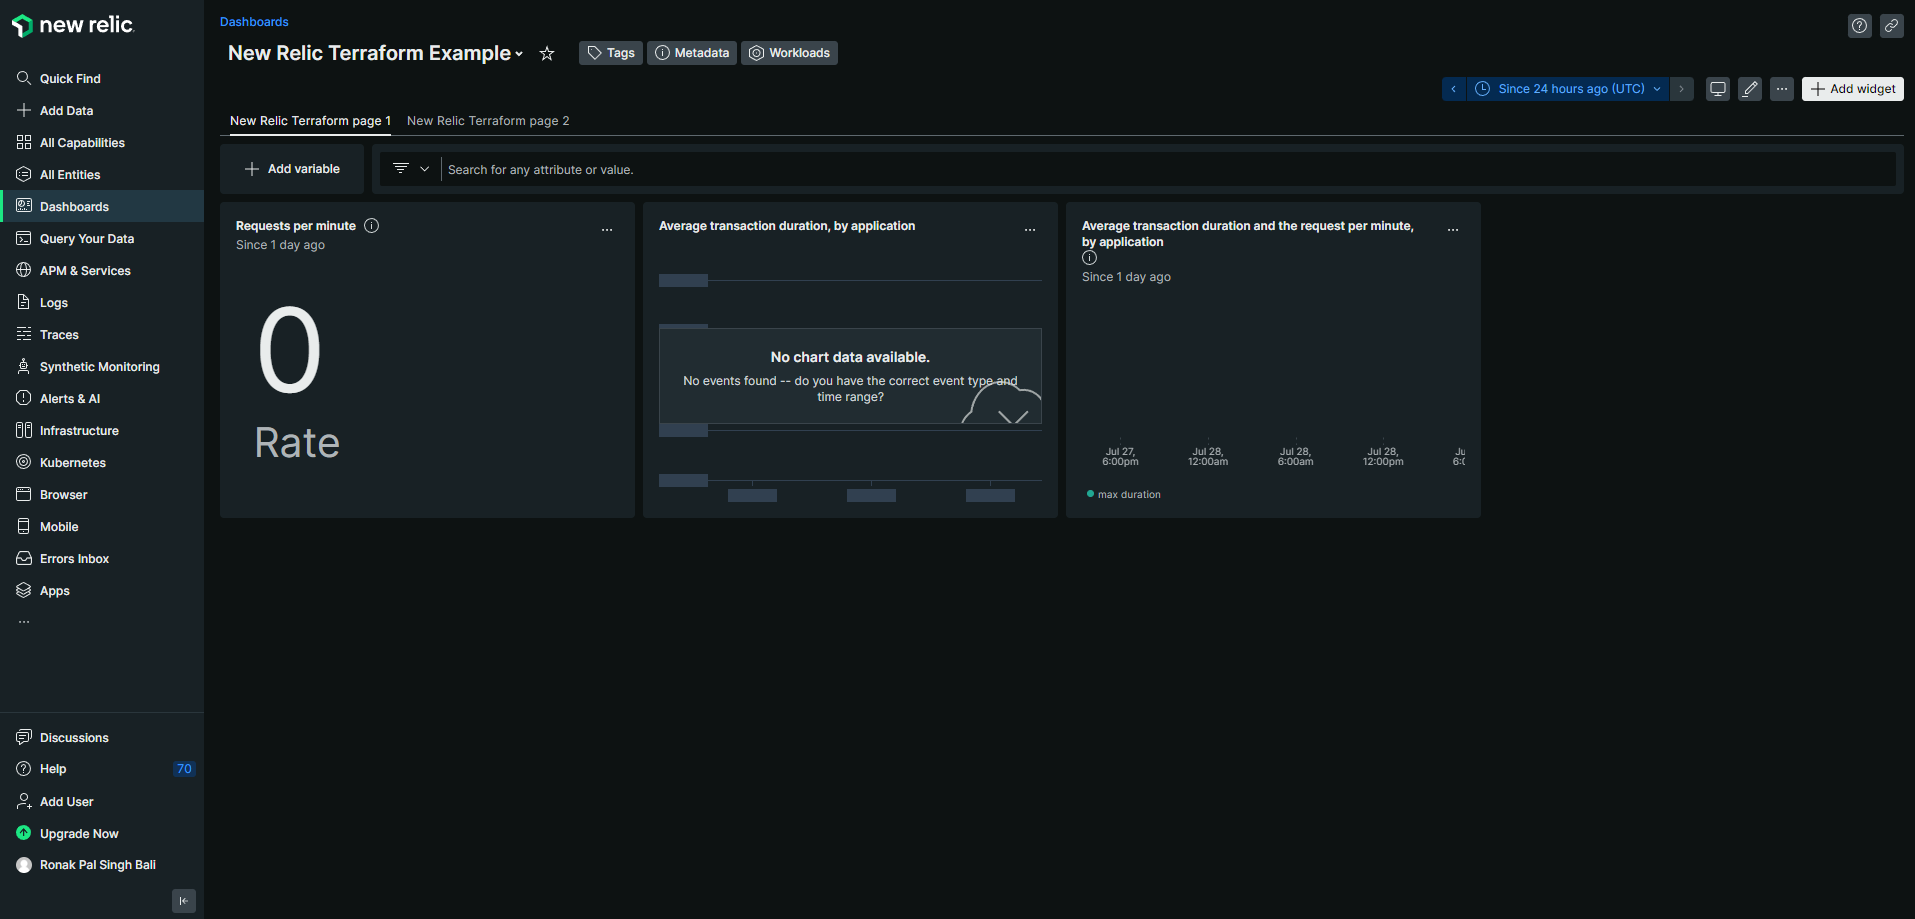 new relic
Quick Find
Add Data
All Capabilities
All Entities
Dashboards
Query Your Data
APM & Services
Logs
Traces
Synthetic Monitoring
Alerts & AI
Infrastructure
Kubernetes
Browser
Mobile
Errors Inbox
Apps
...
Discussions
Help 70
Add User
Upgrade Now
Ronak Pal Singh Bali
Dashboards
New Relic Terraform Example
Tags Metadata Workloads
Since 24 hours ago (UTC)
... Add widget
New Relic Terraform page 1 New Relic Terraform page 2
Add variable
Search for any attribute or value.
Requests per minute
Since 1 day ago
...
0
Rate
Average transaction duration, by application
...
No chart data available.
No events found -- do you have the correct event type and
time range?
Average transaction duration and the request per minute,
by application
...
Since 1 day ago
Jul 27, Jul 28, Jul 28, Jul 28, Ju
6:00pm 12:00am 6:00am 12:00pm 6:0
max duration